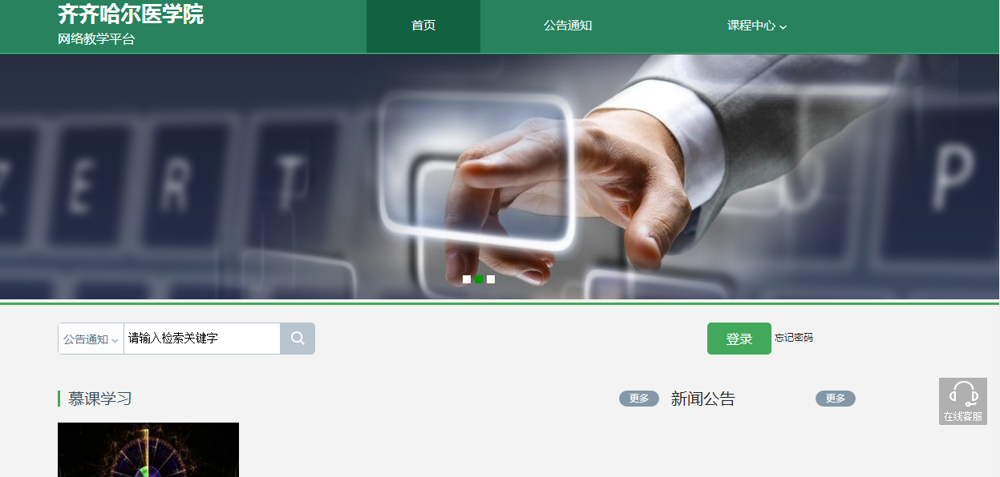 齐齐哈尔医学院
网络教学平台
首页
公告通知
课程中心
E
R
T
P
公告通知
请输入检索关键字
登录
忘记密码
慕课学习
更多
新闻公告
更多
在线客服